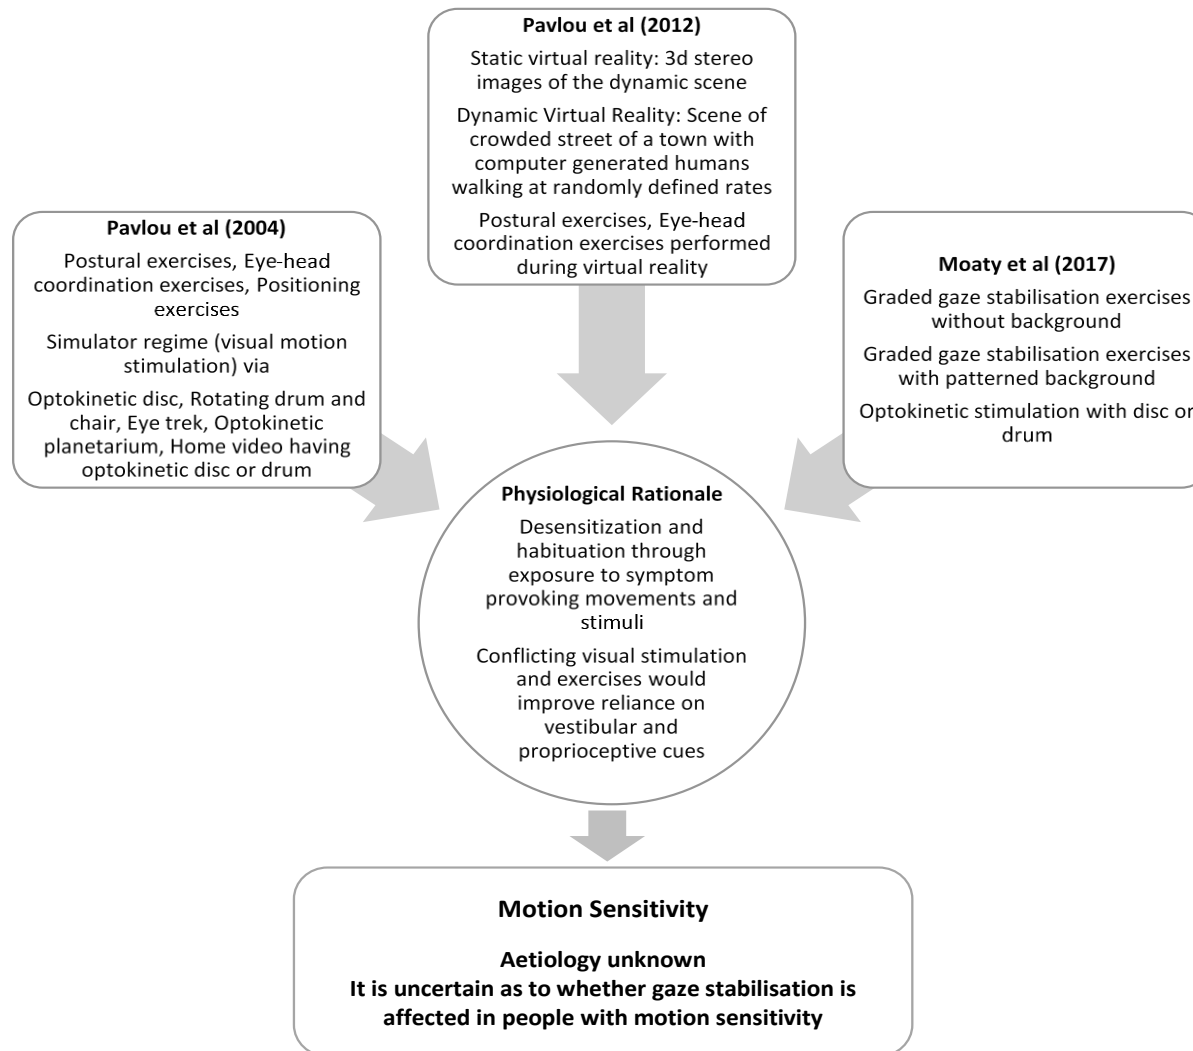 Pavlou et al (2012)
Static virtual reality: 3d stereo
images of the dynamic scene
Dynamic Virtual Reality: Scene of
crowded street of a town with
computer generated humans
walking at randomly defined rates
Postural exercises, Eye-head
coordination exercises performed
during virtual reality
Pavlou et al (2004)
Postural exercises, Eye-head
coordination exercises, Positioning
exercises
Simulator regime (visual motion
stimulation) via
Optokinetic disc, Rotating drum and
chair, Eye trek, Optokinetic
planetarium, Home video having
optokinetic disc or drum
Moaty et al (2017)
Graded gaze stabilisation exercises
without background
Graded gaze stabilisation exercises
with patterned background
Optokinetic stimulation with disc or
drum
Physiological Rationale
Desensitization and
habituation through
exposure to symptom
provoking movements and
stimuli
Conflicting visual stimulation
and exercises would
improve reliance on
vestibular and
proprioceptive cues
Motion Sensitivity
Aetiology unknown
It is uncertain as to whether gaze stabilisation is
affected in people with motion sensitivity